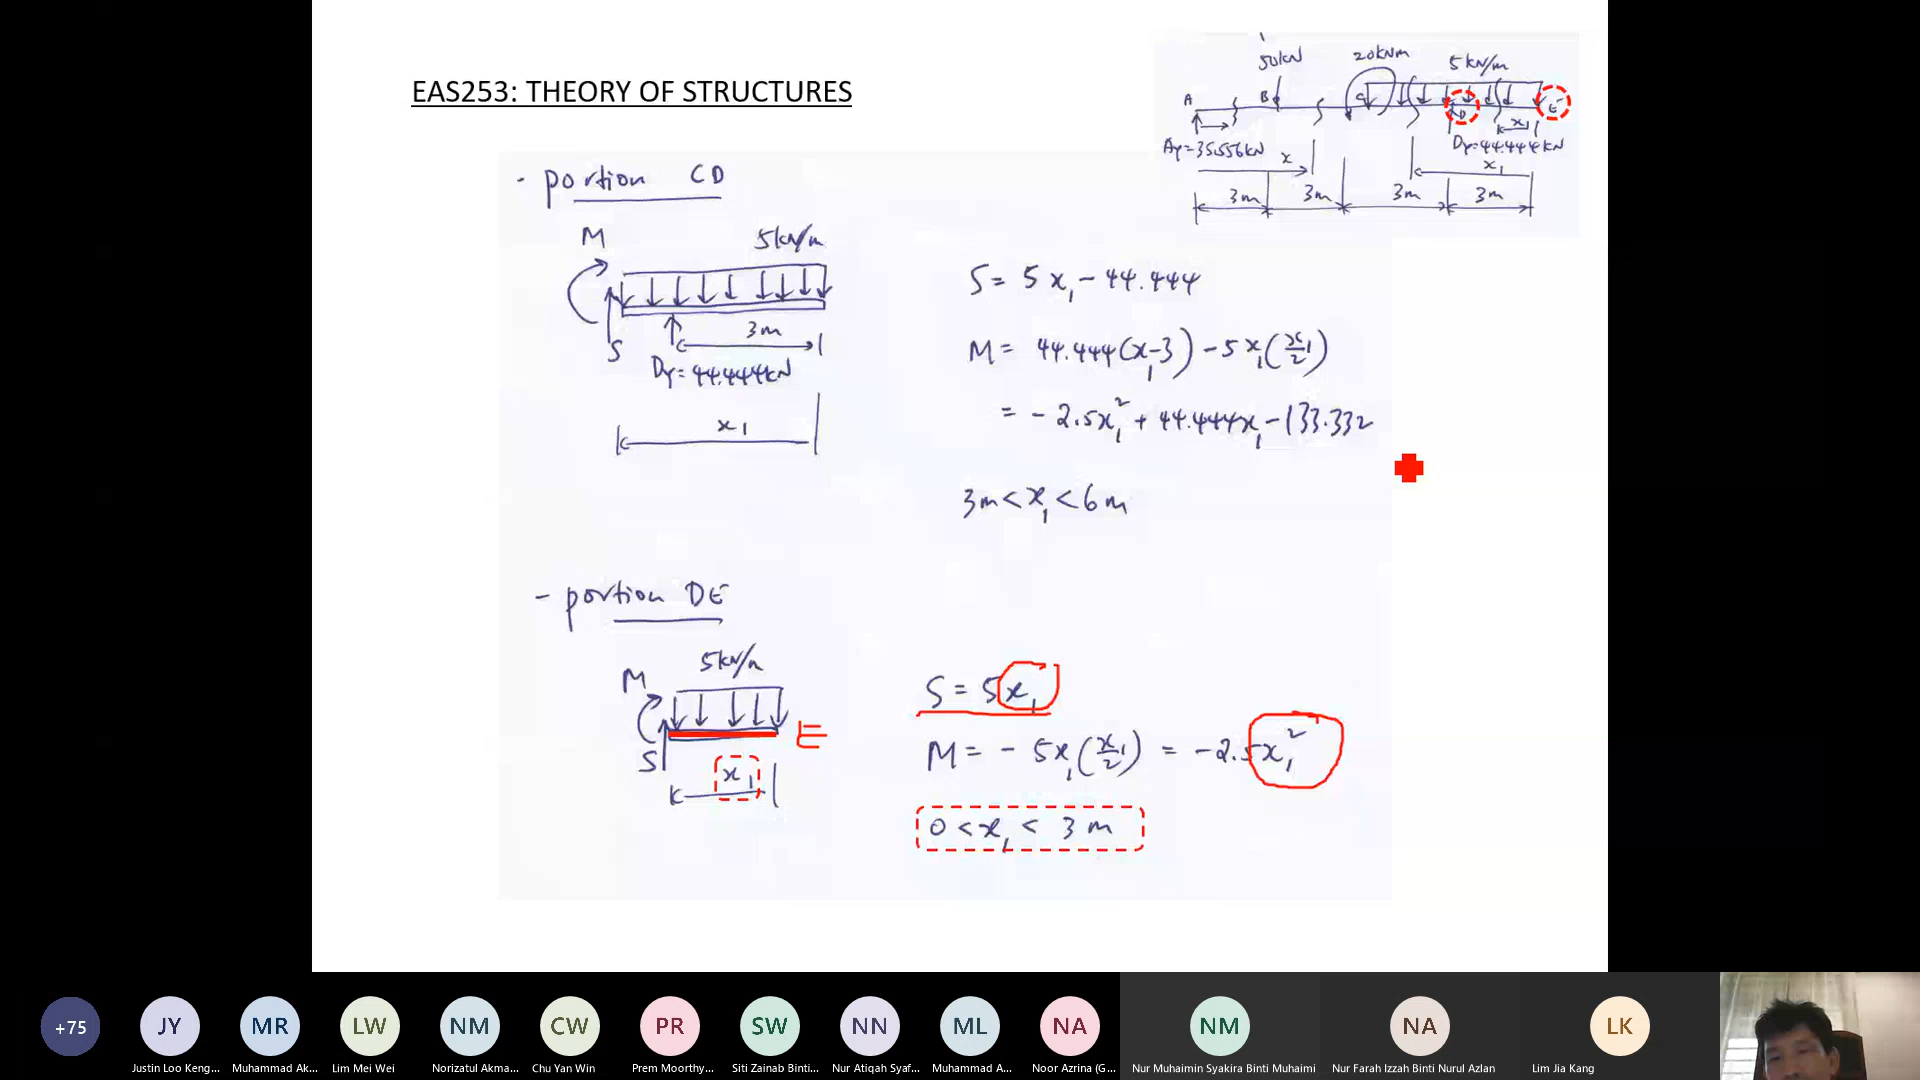 EAS253: THEORY OF STRUCTURES
50kN
20kNm
5 kN/m
A
B
C
D
E
x₁
Ay=35.556kN
x
Dy=44.444kN
x₁
3m
3m
3m
3m
· portion CD
M
5kN/m
S
3m
Dy=44.444kN
x₁
S = 5x₁ - 44.444
M = 44.444(x₁-3) - 5x₁(x₁/2)
= - 2.5x₁² + 44.444x₁ - 133.332
3m < x₁ < 6m
- portion DE
M
5kN/m
E
S
x₁
S = 5x₁
M = - 5x₁(x₁/2) = -2.5x₁²
0 < x₁ < 3 m
+75
JY
MR
LW
NM
CW
PR
SW
NN
ML
NA
NM
NA
LK
Justin Loo Keng...
Muhammad Ak...
Lim Mei Wei
Norizatul Akma...
Chu Yan Win
Prem Moorthy...
Siti Zainab Binti...
Nur Atiqah Syaf...
Muhammad A...
Noor Azrina (G...
Nur Muhaimin Syakira Binti Muhaimi
Nur Farah Izzah Binti Nurul Azlan
Lim Jia Kang